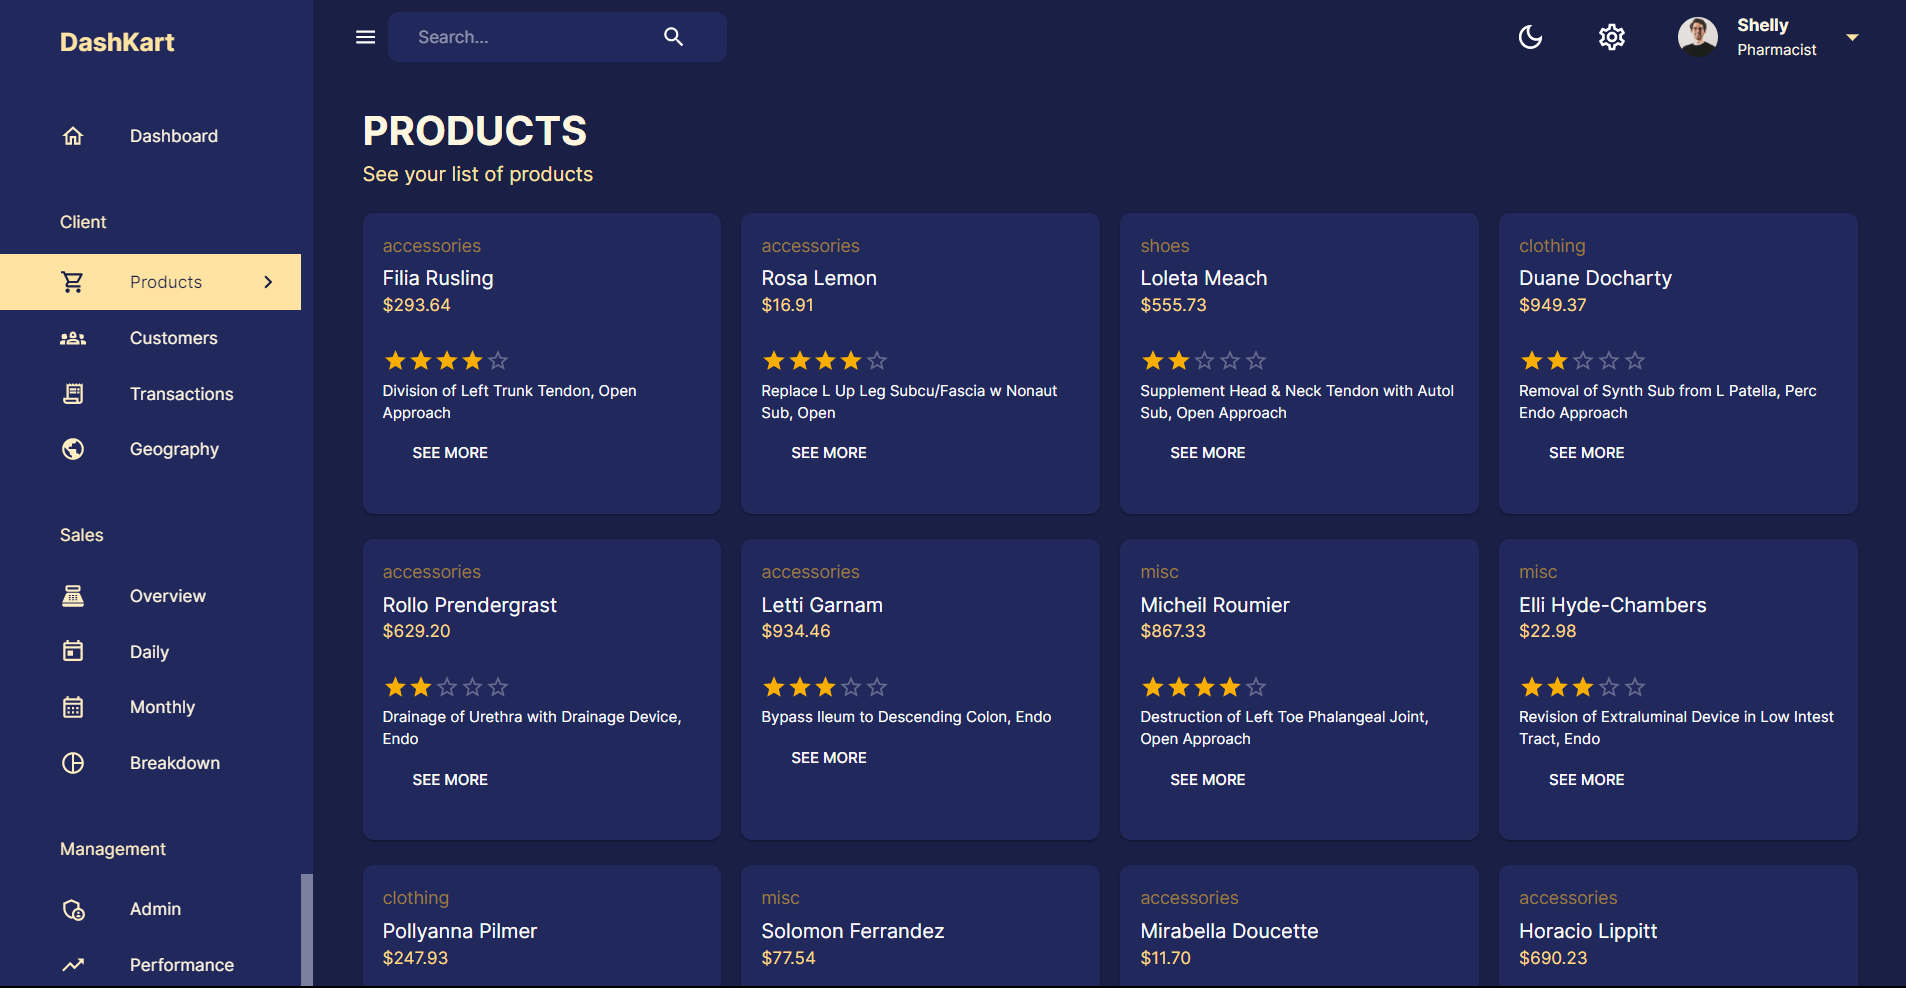 DashKart
Search...
Shelly
Pharmacist
Dashboard
Client
Products
Customers
Transactions
Geography
Sales
Overview
Daily
Monthly
Breakdown
Management
Admin
Performance
PRODUCTS
See your list of products
accessories
Filia Rusling
$293.64
Division of Left Trunk Tendon, Open
Approach
SEE MORE
accessories
Rosa Lemon
$16.91
Replace L Up Leg Subcu/Fascia w Nonaut
Sub, Open
SEE MORE
shoes
Loleta Meach
$555.73
Supplement Head & Neck Tendon with Autol
Sub, Open Approach
SEE MORE
clothing
Duane Docharty
$949.37
Removal of Synth Sub from L Patella, Perc
Endo Approach
SEE MORE
accessories
Rollo Prendergrast
$629.20
Drainage of Urethra with Drainage Device,
Endo
SEE MORE
accessories
Letti Garnam
$934.46
Bypass Ileum to Descending Colon, Endo
SEE MORE
misc
Micheil Roumier
$867.33
Destruction of Left Toe Phalangeal Joint,
Open Approach
SEE MORE
misc
Elli Hyde-Chambers
$22.98
Revision of Extraluminal Device in Low Intest
Tract, Endo
SEE MORE
clothing
Pollyanna Pilmer
$247.93
misc
Solomon Ferrandez
$77.54
accessories
Mirabella Doucette
$11.70
accessories
Horacio Lippitt
$690.23